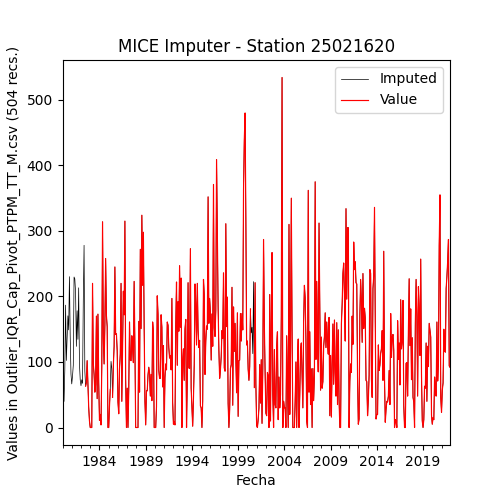 MICE Imputer - Station 25021620
Values in Outlier_IQR_Cap_Pivot_PTPM_TT_M.csv (504 recs.)
Imputed
Value
500
400
300
200
100
0
1984
1989
1994
1999
2004
2009
2014
2019
Fecha